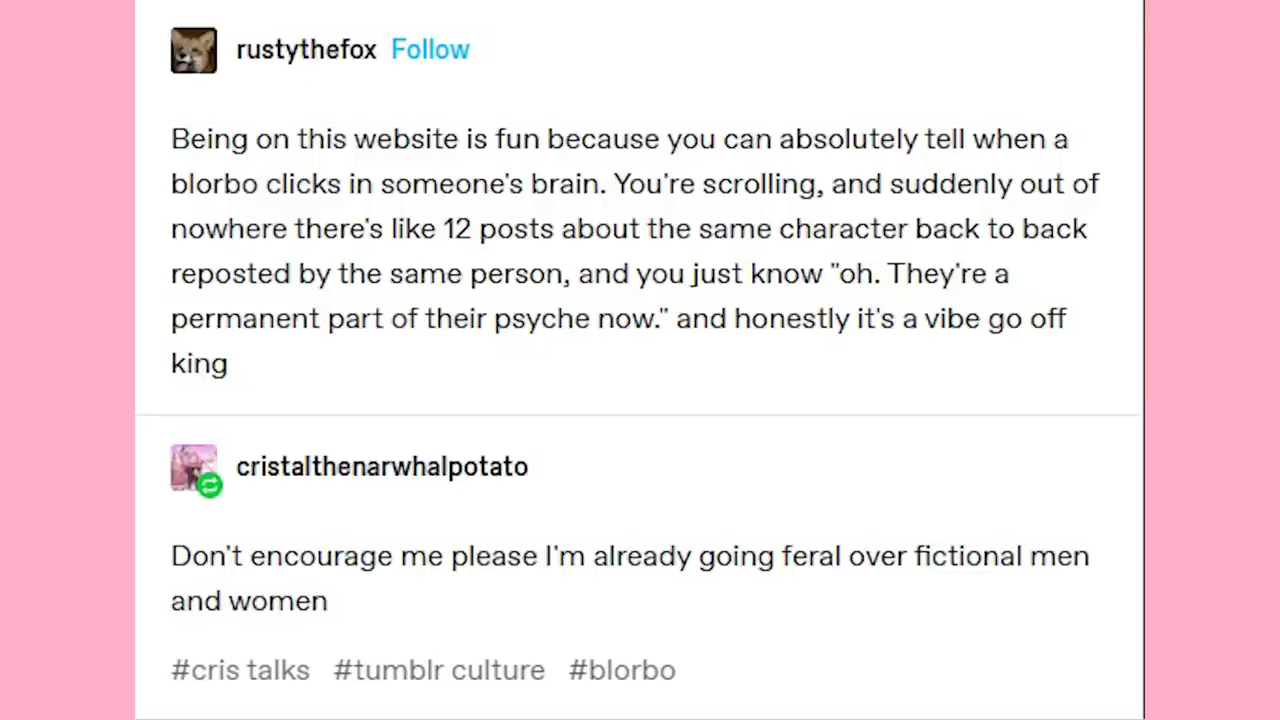 rustythefox Follow
Being on this website is fun because you can absolutely tell when a
blorbo clicks in someone's brain. You're scrolling, and suddenly out of
nowhere there's like 12 posts about the same character back to back
reposted by the same person, and you just know "oh. They're a
permanent part of their psyche now." and honestly it's a vibe go off
king
cristalthenarwhalpotato
Don't encourage me please I'm already going feral over fictional men
and women
#cris talks #tumblr culture #blorbo